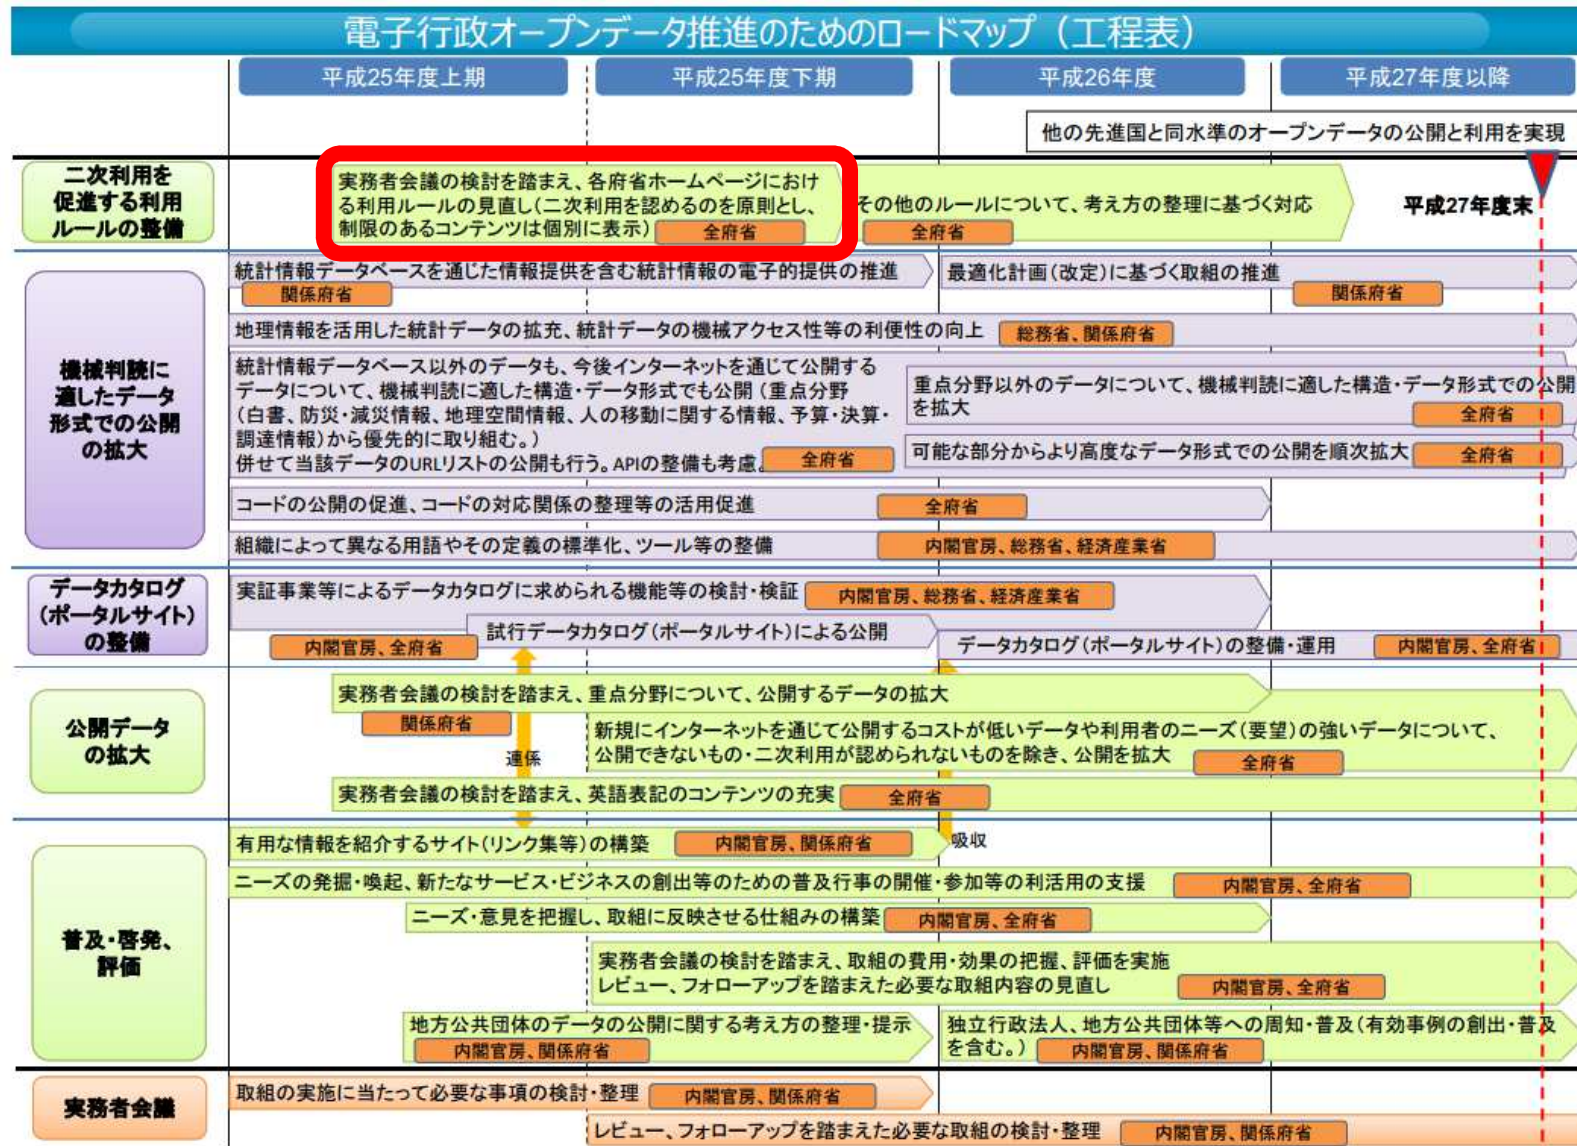 電子行政オープンデータ推進のためのロードマップ（工程表）
平成25年度上期
平成25年度下期
平成26年度
平成27年度以降
他の先進国と同水準のオープンデータの公開と利用を実現
二次利用を
促進する利用
ルールの整備
実務者会議の検討を踏まえ、各府省ホームページにおけ
る利用ルールの見直し（二次利用を認めるのを原則とし、
制限のあるコンテンツは個別に表示）
全府省
その他のルールについて、考え方の整理に基づく対応
全府省
平成27年度末
機械判読に
適したデータ
形式での公開
の拡大
統計情報データベースを通じた情報提供を含む統計情報の電子的提供の推進
関係府省
最適化計画（改定）に基づく取組の推進
関係府省
地理情報を活用した統計データの拡充、統計データの機械アクセス性等の利便性の向上
総務省、関係府省
統計情報データベース以外のデータも、今後インターネットを通じて公開する
データについて、機械判読に適した構造・データ形式でも公開（重点分野
（白書、防災・減災情報、地理空間情報、人の移動に関する情報、予算・決算・
調達情報）から優先的に取り組む。）
併せて当該データのURLリストの公開も行う。APIの整備も考慮。
全府省
重点分野以外のデータについて、機械判読に適した構造・データ形式での公開
を拡大
全府省
可能な部分からより高度なデータ形式での公開を順次拡大
全府省
コードの公開の促進、コードの対応関係の整理等の活用促進
全府省
組織によって異なる用語やその定義の標準化、ツール等の整備
内閣官房、総務省、経済産業省
データカタログ
（ポータルサイト）
の整備
実証事業等によるデータカタログに求められる機能等の検討・検証
内閣官房、総務省、経済産業省
試行データカタログ（ポータルサイト）による公開
内閣官房、全府省
データカタログ（ポータルサイト）の整備・運用
内閣官房、全府省
公開データ
の拡大
実務者会議の検討を踏まえ、重点分野について、公開するデータの拡大
関係府省
新規にインターネットを通じて公開するコストが低いデータや利用者のニーズ（要望）の強いデータについて、
公開できないもの・二次利用が認められないものを除き、公開を拡大
全府省
連係
実務者会議の検討を踏まえ、英語表記のコンテンツの充実
全府省
普及・啓発、
評価
有用な情報を紹介するサイト（リンク集等）の構築
内閣官房、関係府省
吸収
ニーズの発掘・喚起、新たなサービス・ビジネスの創出等のための普及行事の開催・参加等の利活用の支援
内閣官房、全府省
ニーズ・意見を把握し、取組に反映させる仕組みの構築
内閣官房、全府省
実務者会議の検討を踏まえ、取組の費用・効果の把握、評価を実施
レビュー、フォローアップを踏まえた必要な取組内容の見直し
内閣官房、全府省
地方公共団体のデータの公開に関する考え方の整理・提示
内閣官房、関係府省
独立行政法人、地方公共団体等への周知・普及（有効事例の創出・普及
を含む。）
内閣官房、関係府省
実務者会議
取組の実施に当たって必要な事項の検討・整理
内閣官房、関係府省
レビュー、フォローアップを踏まえた必要な取組の検討・整理
内閣官房、関係府省